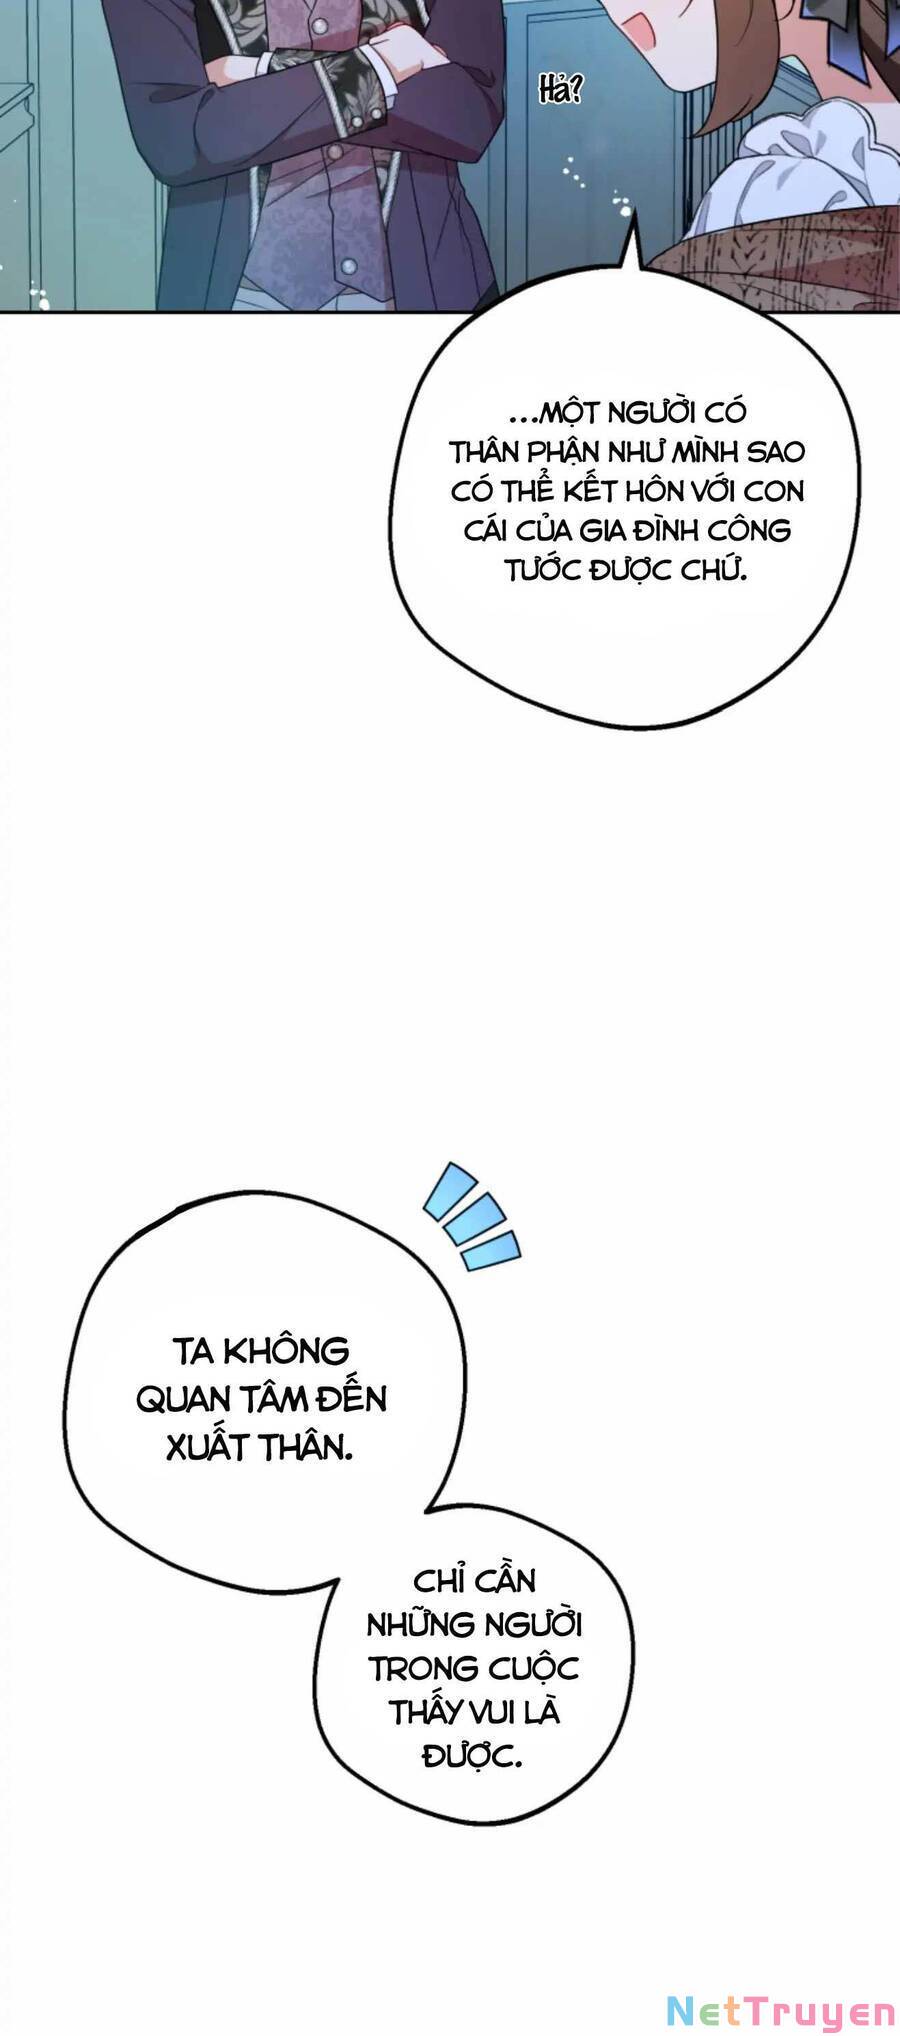 Hả?
...MỘT NGƯỜI CÓ
THÂN PHẬN NHƯ MÌNH SAO
CÓ THỂ KẾT HÔN VỚI CON
CÁI CỦA GIA ĐÌNH CÔNG
TƯỚC ĐƯỢC CHỨ.
TA KHÔNG
QUAN TÂM ĐẾN
XUẤT THÂN.
CHỈ CẦN
NHỮNG NGƯỜI
TRONG CUỘC
THẤY VUI LÀ
ĐƯỢC.
NetTruyen